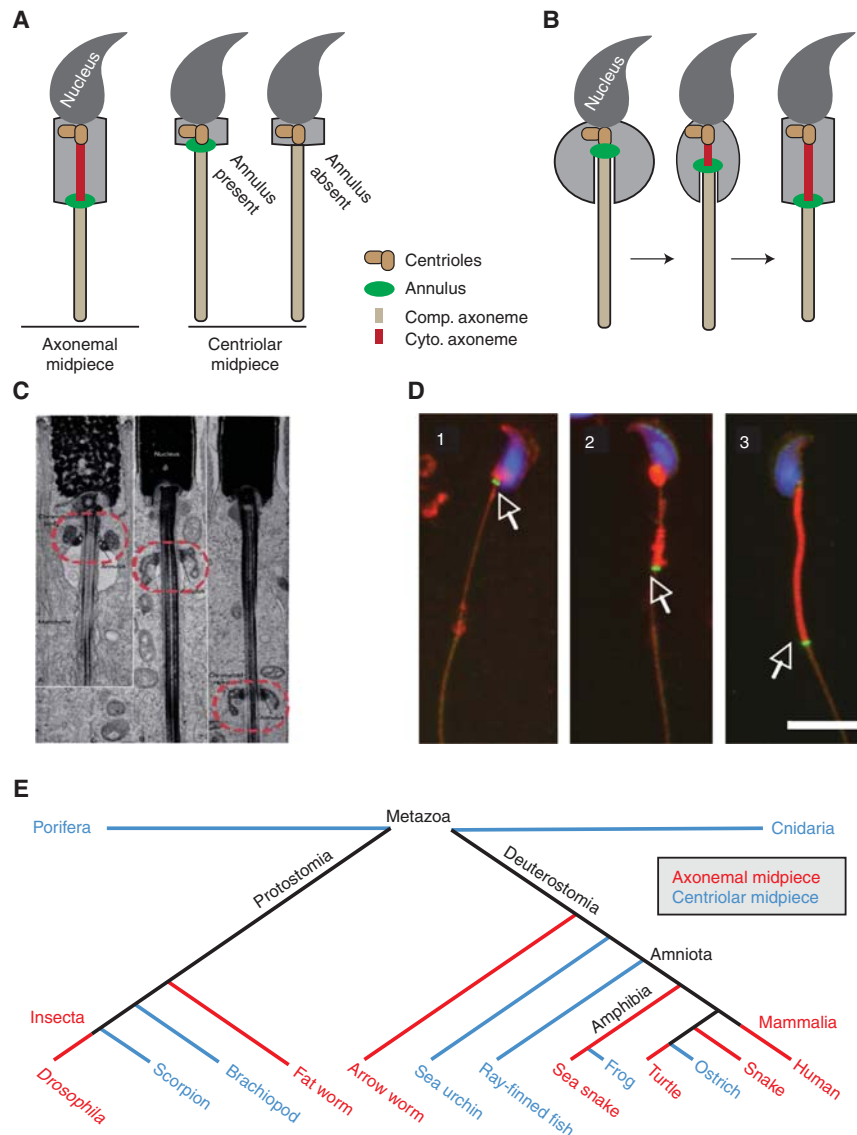 A
Nucleus
Annulus
present
Annulus
absent
Axonemal
midpiece
Centriolar
midpiece
Centrioles
Annulus
Comp. axoneme
Cyto. axoneme
B
Nucleus
C
Nucleus
Annulus
D
1
2
3
E
Porifera
Metazoa
Cnidaria
Protostomia
Deuterostomia
Axonemal midpiece
Centriolar midpiece
Amniota
Amphibia
Insecta
Mammalia
Drosophila
Scorpion
Brachiopod
Fat worm
Arrow worm
Sea urchin
Ray-finned fish
Sea snake
Frog
Turtle
Ostrich
Snake
Human